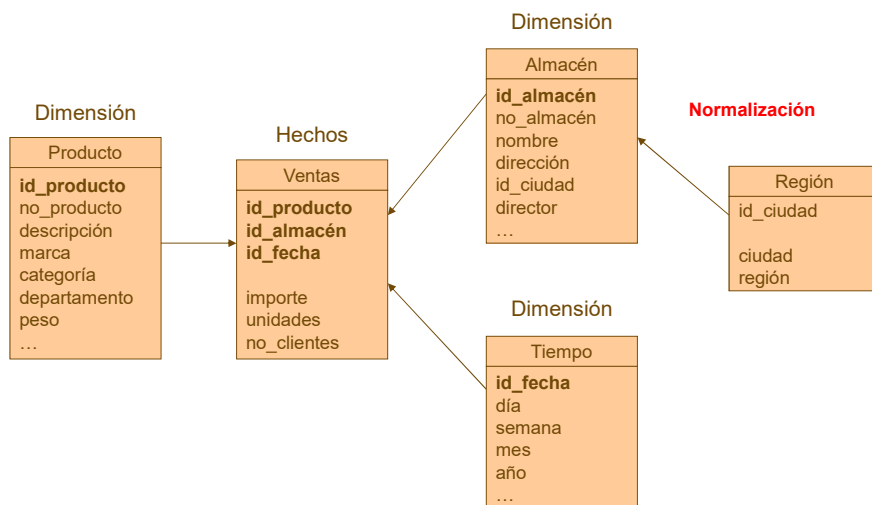 Dimensión
Producto
id_producto
no_producto
descripción
marca
categoría
departamento
peso
…
Hechos
Ventas
id_producto
id_almacén
id_fecha
importe
unidades
no_clientes
Dimensión
Almacén
id_almacén
no_almacén
nombre
dirección
id_ciudad
director
…
Normalización
Región
id_ciudad
ciudad
región
Dimensión
Tiempo
id_fecha
día
semana
mes
año
…